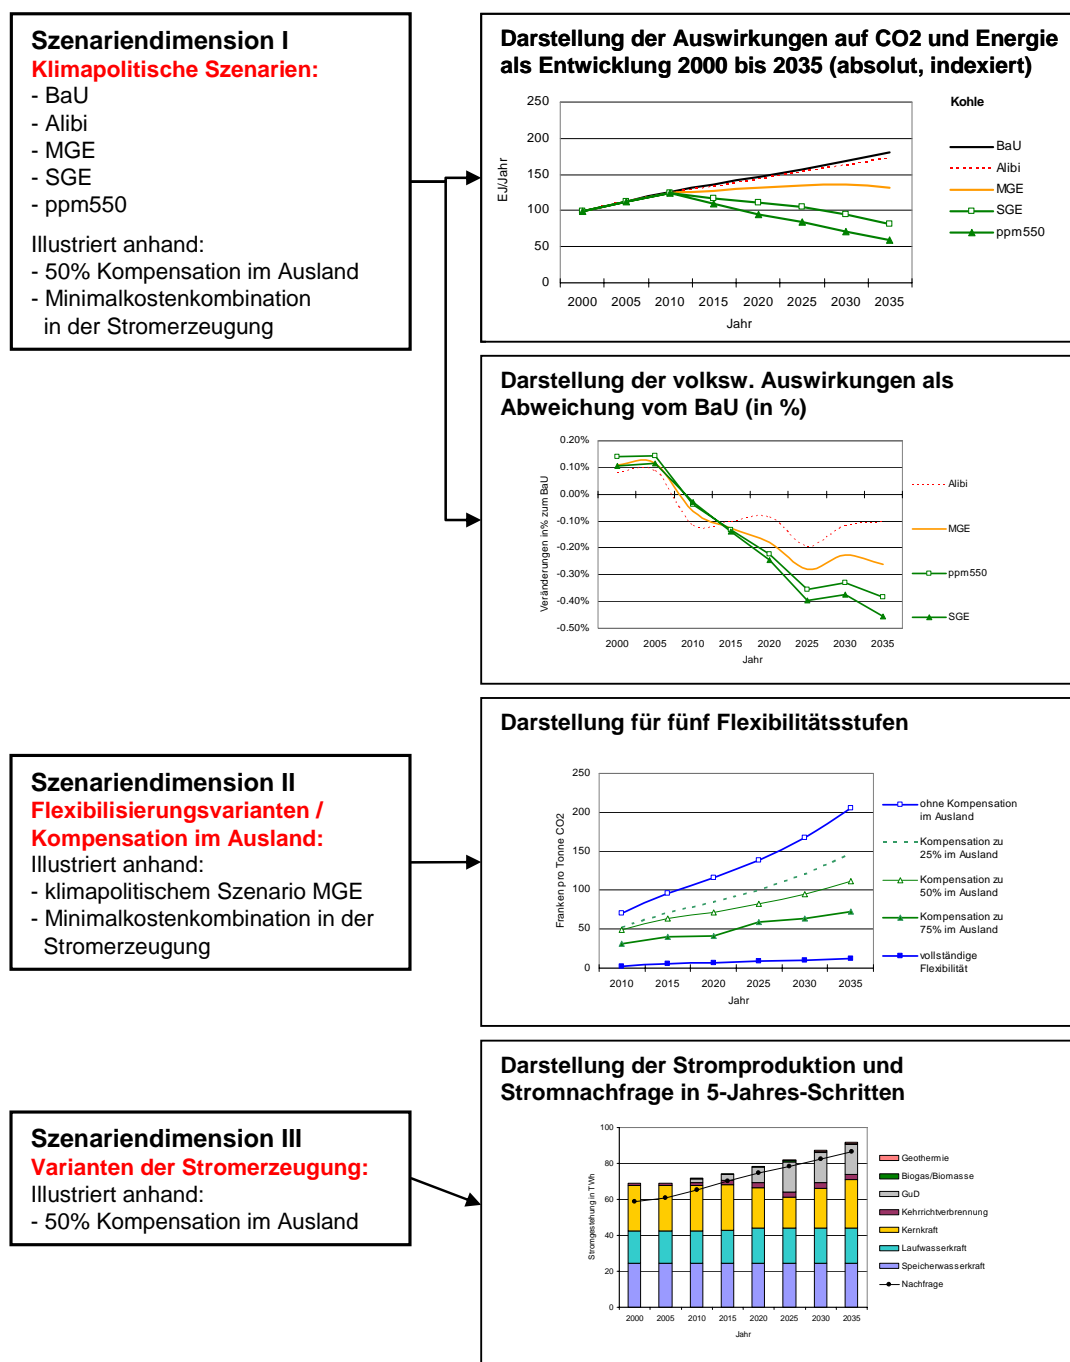 Szenariendimension I
Klimapolitische Szenarien:
- BaU
- Alibi
- MGE
- SGE
- ppm550
Illustriert anhand:
- 50% Kompensation im Ausland
- Minimalkostenkombination
in der Stromerzeugung
Darstellung der Auswirkungen auf CO2 und Energie
als Entwicklung 2000 bis 2035 (absolut, indexiert)
250
200
150
100
50
0
EJ/Jahr
2000 2005 2010 2015 2020 2025 2030 2035
Jahr
Kohle
BaU
Alibi
MGE
SGE
ppm550
Darstellung der volksw. Auswirkungen als
Abweichung vom BaU (in %)
0.20%
0.10%
0.00%
-0.10%
-0.20%
-0.30%
-0.40%
-0.50%
Veränderungen in% zum BaU
2000 2005 2010 2015 2020 2025 2030 2035
Jahr
Alibi
MGE
ppm550
SGE
Szenariendimension II
Flexibilisierungsvarianten /
Kompensation im Ausland:
Illustriert anhand:
- klimapolitischem Szenario MGE
- Minimalkostenkombination in der
Stromerzeugung
Darstellung für fünf Flexibilitätsstufen
250
200
150
100
50
0
Franken pro Tonne CO2
2010 2015 2020 2025 2030 2035
Jahr
ohne Kompensation
im Ausland
Kompensation zu
25% im Ausland
Kompensation zu
50% im Ausland
Kompensation zu
75% im Ausland
vollständige
Flexibilität
Szenariendimension III
Varianten der Stromerzeugung:
Illustriert anhand:
- 50% Kompensation im Ausland
Darstellung der Stromproduktion und
Stromnachfrage in 5-Jahres-Schritten
100
80
60
40
20
0
Stromgestehung in TWh
2000 2005 2010 2015 2020 2025 2030 2035
Jahr
Geothermie
Biogas/Biomasse
GuD
Kehrrichtverbrennung
Kernkraft
Laufwasserkraft
Speicherwasserkraft
Nachfrage